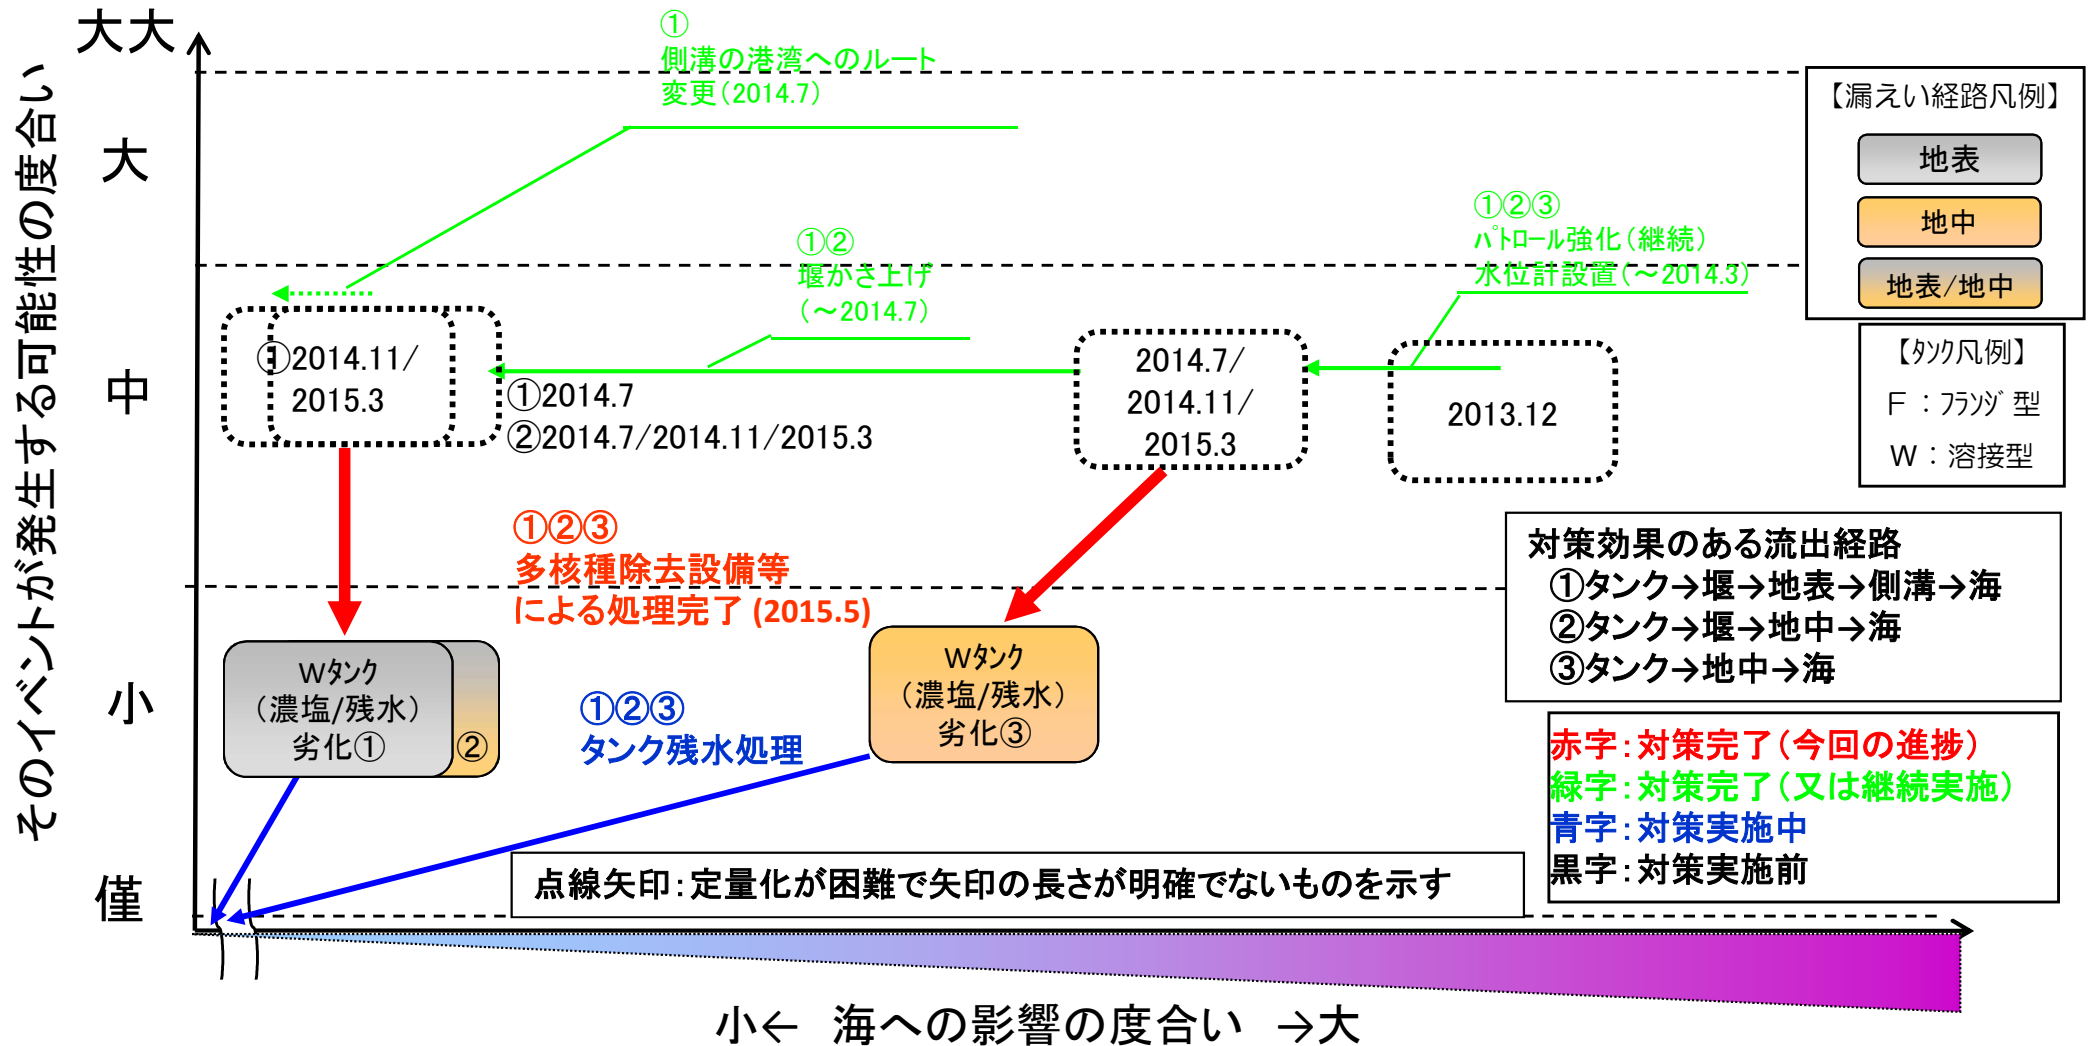 そのイベントが発生する可能性の度合い
大大
大
中
小
僅
①
側溝の港湾へのルート
変更(2014.7)
①②
堰かさ上げ
(～2014.7)
①②③
ﾊﾟﾄﾛｰﾙ強化(継続)
水位計設置(～2014.3)
【漏えい経路凡例】
地表
地中
地表/地中
【ﾀﾝｸ凡例】
F：ﾌﾗﾝｼﾞ型
W：溶接型
①2014.11/
2015.3
①2014.7
②2014.7/2014.11/2015.3
2014.7/
2014.11/
2015.3
2013.12
①②③
多核種除去設備等
による処理完了(2015.5)
対策効果のある流出経路
①タンク→堰→地表→側溝→海
②タンク→堰→地中→海
③タンク→地中→海
Wﾀﾝｸ
(濃塩/残水)
劣化①
②
①②③
タンク残水処理
Wﾀﾝｸ
(濃塩/残水)
劣化③
赤字：対策完了(今回の進捗)
緑字：対策完了(又は継続実施)
青字：対策実施中
黒字：対策実施前
点線矢印：定量化が困難で矢印の長さが明確でないものを示す
小← 海への影響の度合い →大